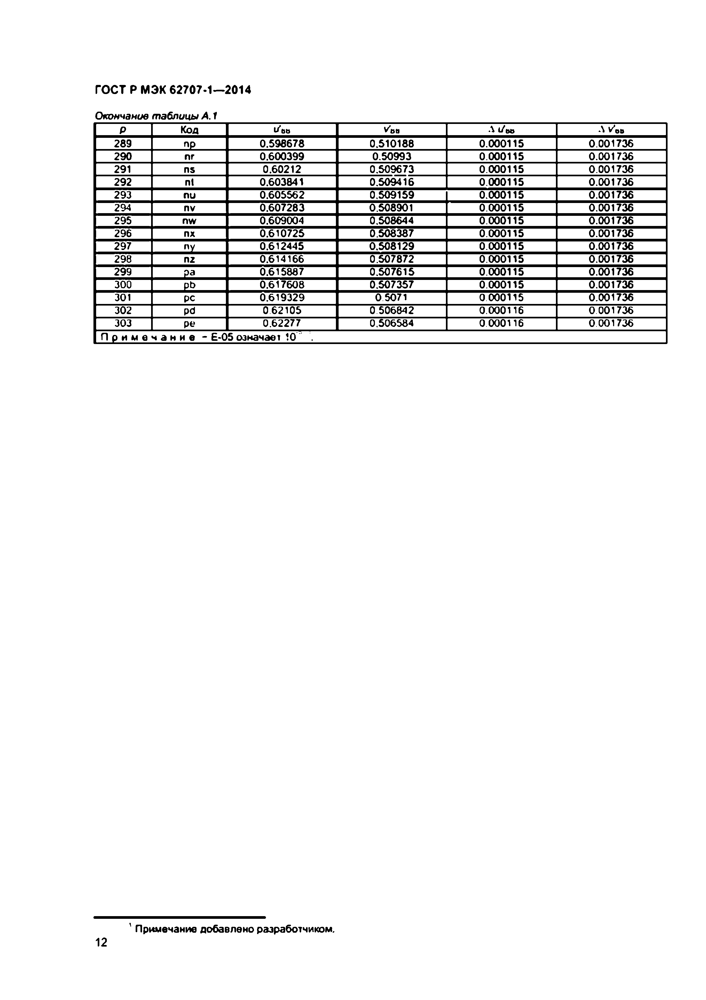 ГОСТ Р МЭК 62707-1—2014
Окончание таблицы А.1
p Код u'bb v'bb Δ u'bb Δ v'bb
289 np 0.598678 0.510188 0.000115 0.001736
290 nr 0.600399 0.50993 0.000115 0.001736
291 ns 0.60212 0.509673 0.000115 0.001736
292 nt 0.603841 0.509416 0.000115 0.001736
293 nu 0.605562 0.509159 0.000115 0.001736
294 nv 0.607283 0.508901 0.000115 0.001736
295 nw 0.609004 0.508644 0.000115 0.001736
296 nx 0.610725 0.508387 0.000115 0.001736
297 ny 0.612445 0.508129 0.000115 0.001736
298 nz 0.614166 0.507872 0.000115 0.001736
299 pa 0.615887 0.507615 0.000115 0.001736
300 pb 0.617608 0.507357 0.000115 0.001736
301 pc 0.619329 0.5071 0.000115 0.001736
302 pd 0.62105 0.506842 0.000116 0.001736
303 pe 0.62277 0.506584 0.000116 0.001736
Примечание - E-05 означает 10 .
¹ Примечание добавлено разработчиком.
12